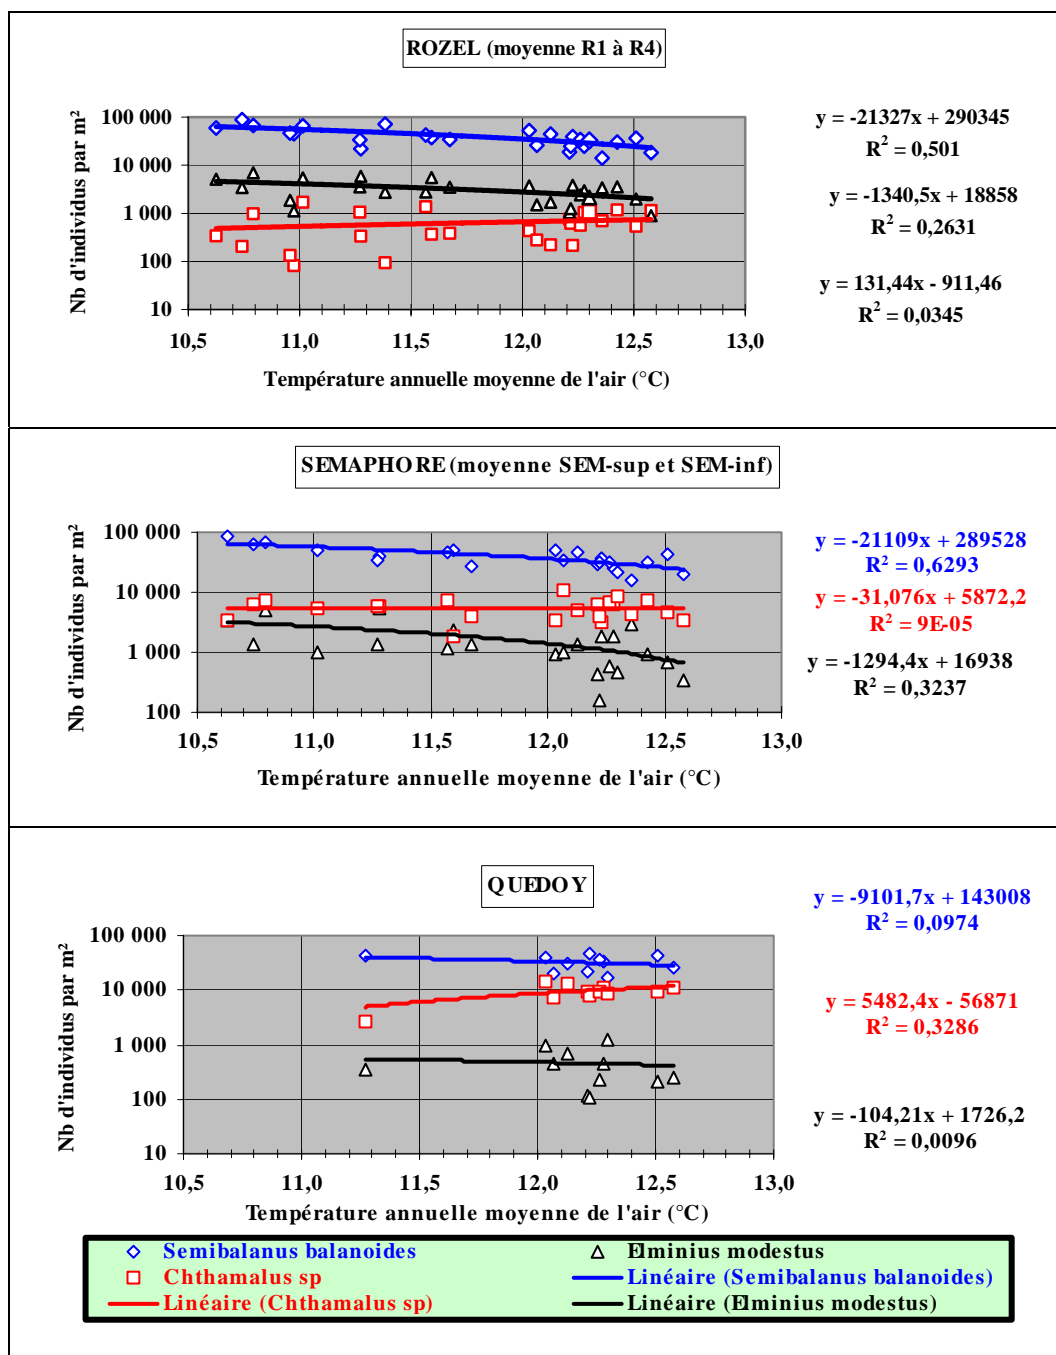 ROZEL (moyenne R1 à R4)
Nb d'individus par m²
100 000
10 000
1 000
100
10
10,5
11,0
11,5
12,0
12,5
13,0
Température annuelle moyenne de l'air (°C)
y = -21327x + 290345
R² = 0,501
y = -1340,5x + 18858
R² = 0,2631
y = 131,44x - 911,46
R² = 0,0345
SEMAPHORE (moyenne SEM-sup et SEM-inf)
Nb d'individus par m²
100 000
10 000
1 000
100
10,5
11,0
11,5
12,0
12,5
13,0
Température annuelle moyenne de l'air (°C)
y = -21109x + 289528
R² = 0,6293
y = -31,076x + 5872,2
R² = 9E-05
y = -1294,4x + 16938
R² = 0,3237
QUEDOY
Nb d'individus par m²
100 000
10 000
1 000
100
10
10,5
11,0
11,5
12,0
12,5
13,0
Température annuelle moyenne de l'air (°C)
y = -9101,7x + 143008
R² = 0,0974
y = 5482,4x - 56871
R² = 0,3286
y = -104,21x + 1726,2
R² = 0,0096
Semibalanus balanoides
Elminius modestus
Chthamalus sp
Linéaire (Semibalanus balanoides)
Linéaire (Chthamalus sp)
Linéaire (Elminius modestus)